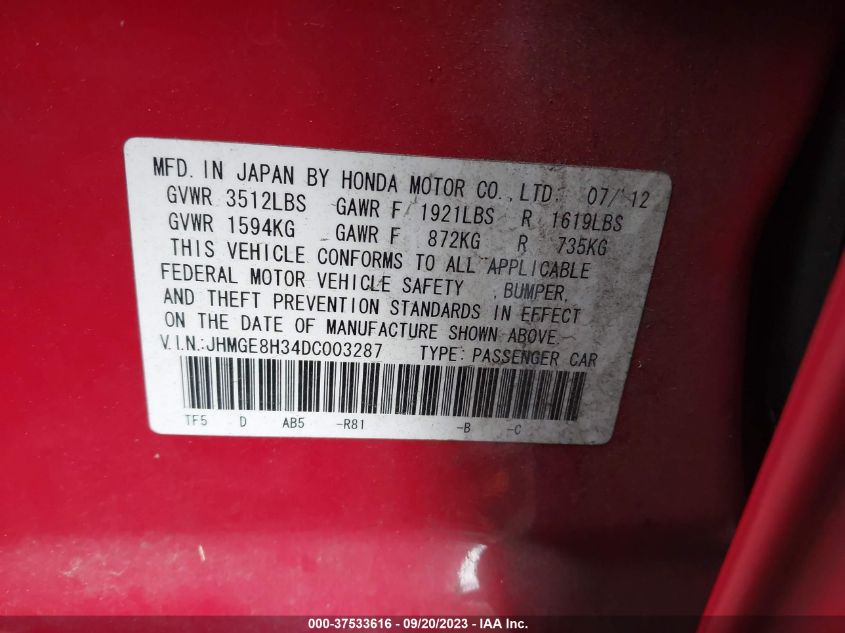 MFD. IN JAPAN BY HONDA MOTOR CO., LTD. 07/'12
GVWR 3512LBS GAWR F 1921LBS R 1619LBS
GVWR 1594KG GAWR F 872KG R 735KG
THIS VEHICLE CONFORMS TO ALL APPLICABLE
FEDERAL MOTOR VEHICLE SAFETY , BUMPER,
AND THEFT PREVENTION STANDARDS IN EFFECT
ON THE DATE OF MANUFACTURE SHOWN ABOVE.
V.I.N.:JHMGE8H34DC003287 TYPE: PASSENGER CAR
TF5 D AB5 -R81 -B -C
000-37533616 - 09/20/2023 - IAA Inc.